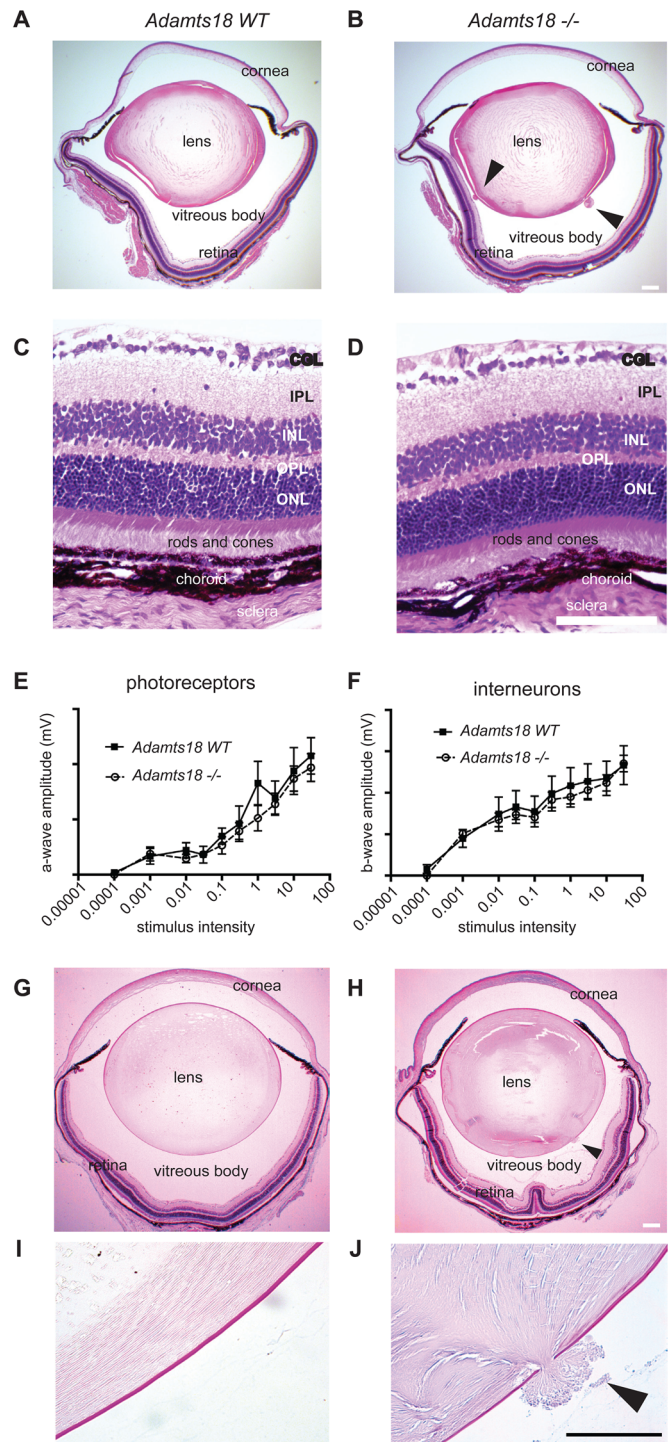 A Adamts18 WT
B Adamts18 -/-
cornea
lens
vitreous body
retina
cornea
lens
vitreous body
retina
C
CGL
IPL
INL
OPL
ONL
rods and cones
choroid
sclera
D
CGL
IPL
INL
OPL
ONL
rods and cones
choroid
sclera
E photoreceptors
a-wave amplitude (mV)
Adamts18 WT
Adamts18 -/-
0.00001 0.0001 0.001 0.01 0.1 1 10 100
stimulus intensity
F interneurons
b-wave amplitude (mV)
Adamts18 WT
Adamts18 -/-
0.00001 0.0001 0.001 0.01 0.1 1 10 100
stimulus intensity
G
cornea
lens
retina
vitreous body
H
cornea
lens
vitreous body
retina
I
J